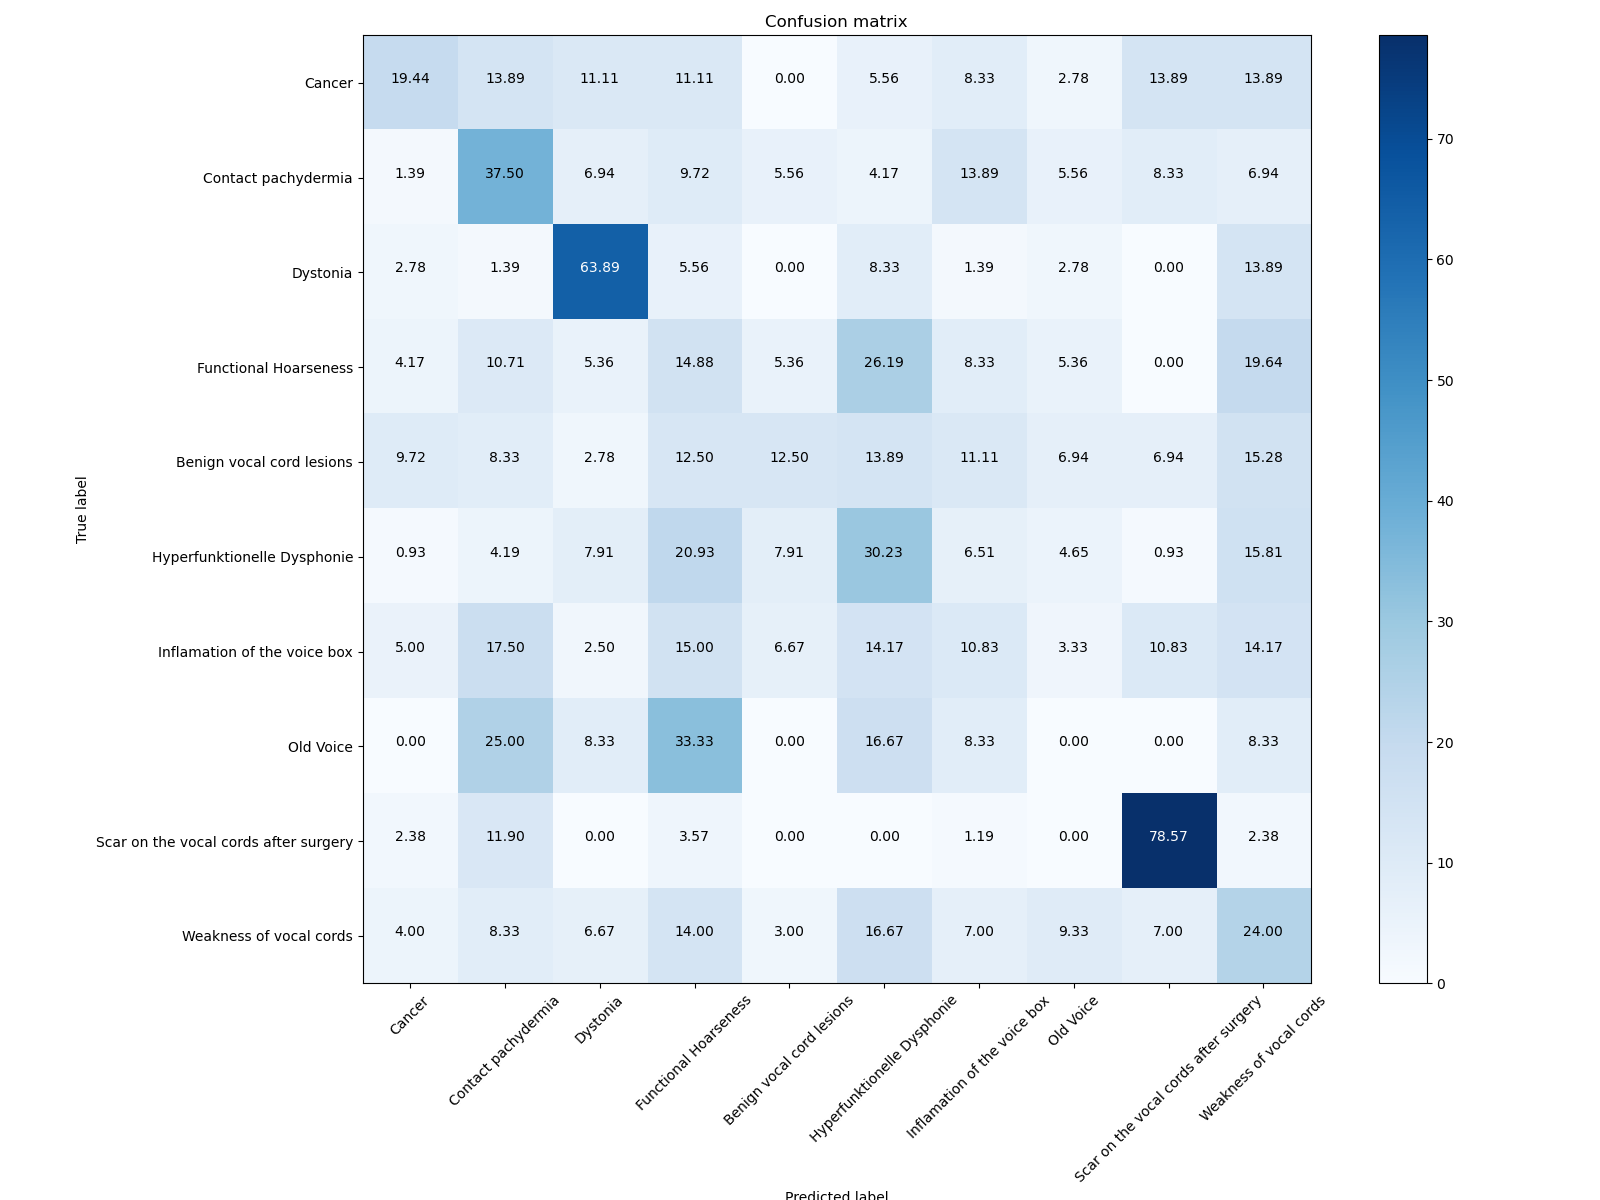 Confusion matrix
Cancer 19.44 13.89 11.11 11.11 0.00 5.56 8.33 2.78 13.89 13.89
Contact pachydermia 1.39 37.50 6.94 9.72 5.56 4.17 13.89 5.56 8.33 6.94
Dystonia 2.78 1.39 63.89 5.56 0.00 8.33 1.39 2.78 0.00 13.89
Functional Hoarseness 4.17 10.71 5.36 14.88 5.36 26.19 8.33 5.36 0.00 19.64
Benign vocal cord lesions 9.72 8.33 2.78 12.50 12.50 13.89 11.11 6.94 6.94 15.28
Hyperfunktionelle Dysphonie 0.93 4.19 7.91 20.93 7.91 30.23 6.51 4.65 0.93 15.81
Inflamation of the voice box 5.00 17.50 2.50 15.00 6.67 14.17 10.83 3.33 10.83 14.17
Old Voice 0.00 25.00 8.33 33.33 0.00 16.67 8.33 0.00 0.00 8.33
Scar on the vocal cords after surgery 2.38 11.90 0.00 3.57 0.00 0.00 1.19 0.00 78.57 2.38
Weakness of vocal cords 4.00 8.33 6.67 14.00 3.00 16.67 7.00 9.33 7.00 24.00
True label
Cancer
Contact pachydermia
Dystonia
Functional Hoarseness
Benign vocal cord lesions
Hyperfunktionelle Dysphonie
Inflamation of the voice box
Old Voice
Scar on the vocal cords after surgery
Weakness of vocal cords
Predicted label
70
60
50
40
30
20
10
0